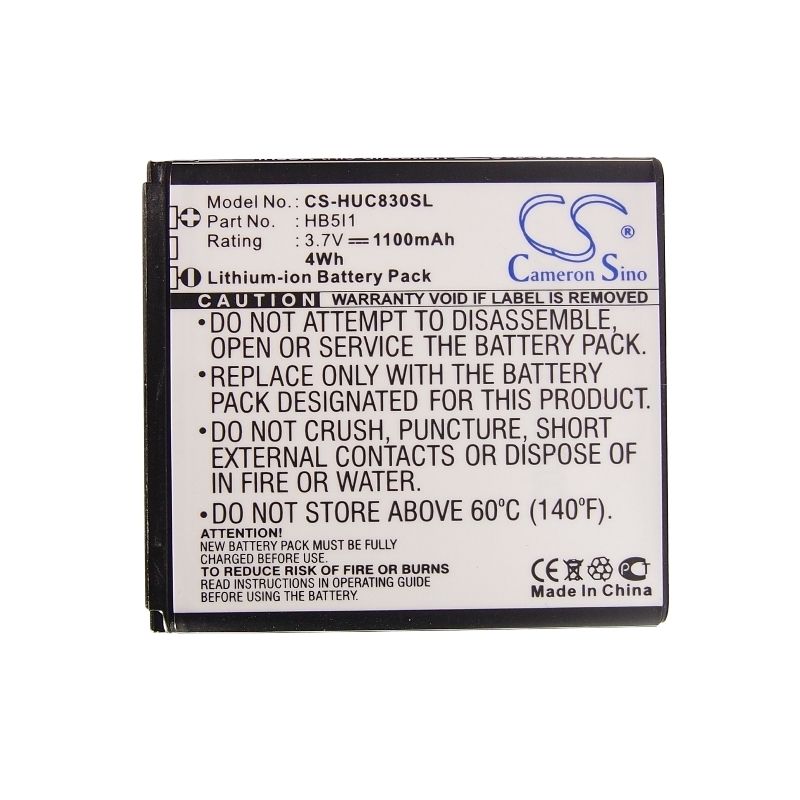 Model No. : CS-HUC830SL
Part No. : HB5I1
Rating : 3.7V 1100mAh
4Wh
Lithium-ion Battery Pack
CS ®
Cameron Sino
CAUTION WARRANTY VOID IF LABEL IS REMOVED
•DO NOT ATTEMPT TO DISASSEMBLE,
OPEN OR SERVICE THE BATTERY PACK.
•REPLACE ONLY WITH THE BATTERY
PACK DESIGNATED FOR THIS PRODUCT.
•DO NOT CRUSH, PUNCTURE, SHORT
EXTERNAL CONTACTS OR DISPOSE
IN FIRE OR WATER.
•DO NOT STORE ABOVE 60°C (140°F).
ATTENTION!
NEW BATTERY PACK MUST BE FULLY
CHARGED BEFORE USE.
TO REDUCE RISK OF FIRE OR BURNS
READ INSTRUCTIONS IN OPERATING GUIDE
BEFORE USING THE BATTERY.
CE
Made In China